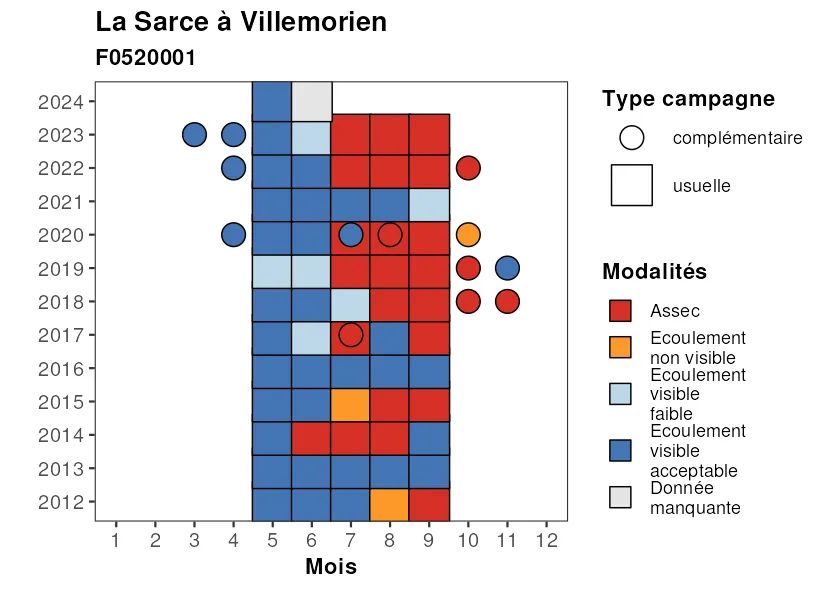 La Sarce à Villemorien
F0520001
2024
2023
2022
2021
2020
2019
2018
2017
2016
2015
2014
2013
2012
1 2 3 4 5 6 7 8 9 10 11 12
Mois
Type campagne
complémentaire
usuelle
Modalités
Assec
Ecoulement
non visible
Ecoulement
visible
faible
Ecoulement
visible
acceptable
Donnée
manquante